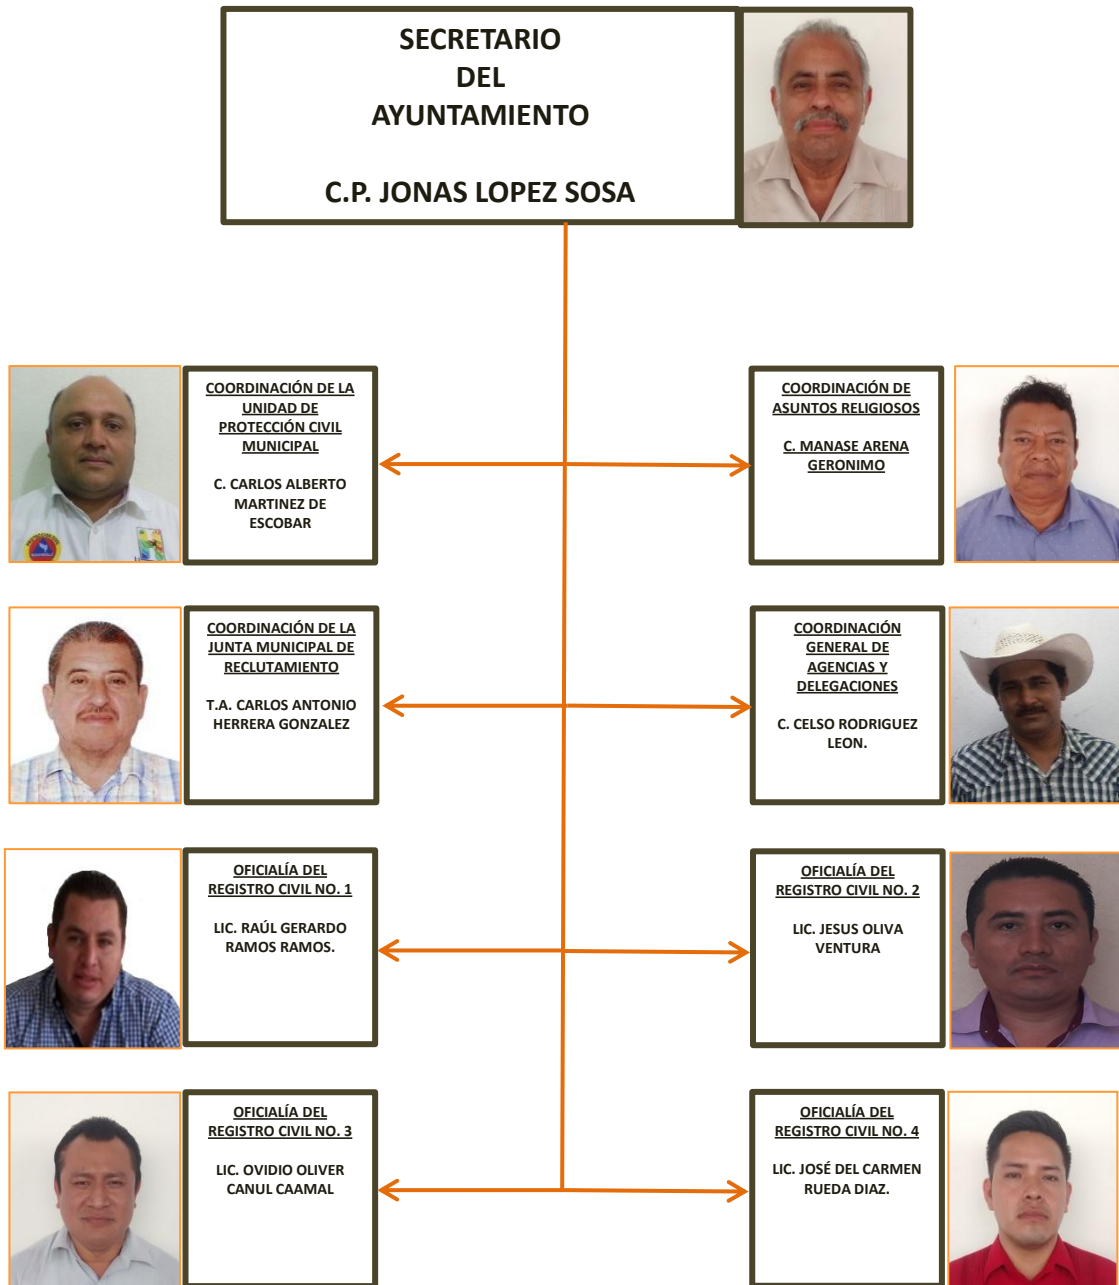 SECRETARIO
DEL
AYUNTAMIENTO
C.P. JONAS LOPEZ SOSA
COORDINACIÓN DE LA
UNIDAD DE
PROTECCIÓN CIVIL
MUNICIPAL
C. CARLOS ALBERTO
MARTINEZ DE
ESCOBAR
COORDINACIÓN DE
ASUNTOS RELIGIOSOS
C. MANASE ARENA
GERONIMO
COORDINACIÓN DE LA
JUNTA MUNICIPAL DE
RECLUTAMIENTO
T.A. CARLOS ANTONIO
HERRERA GONZALEZ
COORDINACIÓN
GENERAL DE
AGENCIAS Y
DELEGACIONES
C. CELSO RODRIGUEZ
LEON.
OFICIALÍA DEL
REGISTRO CIVIL NO. 1
LIC. RAÚL GERARDO
RAMOS RAMOS.
OFICIALÍA DEL
REGISTRO CIVIL NO. 2
LIC. JESUS OLIVA
VENTURA
OFICIALÍA DEL
REGISTRO CIVIL NO. 3
LIC. OVIDIO OLIVER
CANUL CAAMAL
OFICIALÍA DEL
REGISTRO CIVIL NO. 4
LIC. JOSÉ DEL CARMEN
RUEDA DIAZ.